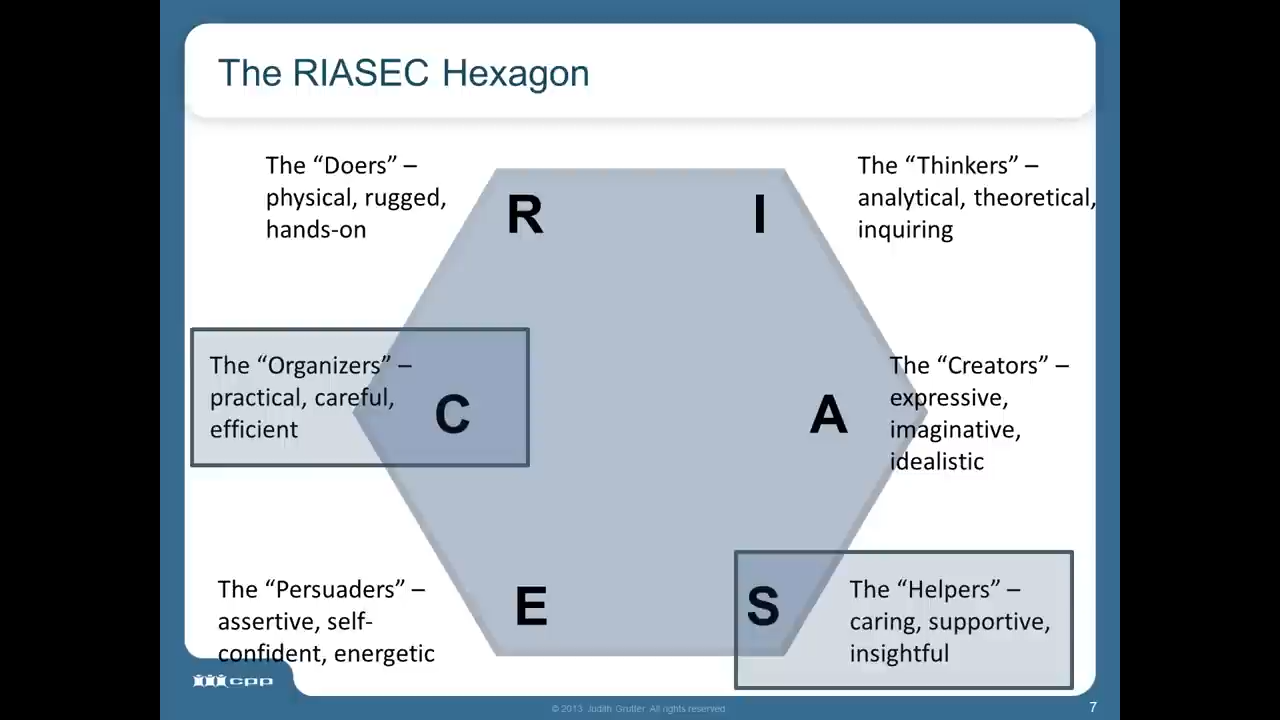 The RIASEC Hexagon
The “Doers” –
physical, rugged,
hands-on
R
I
The “Thinkers” –
analytical, theoretical,
inquiring
The “Organizers” –
practical, careful,
efficient
C
A
The “Creators” –
expressive,
imaginative,
idealistic
The “Persuaders” –
assertive, self-
confident, energetic
E
S
The “Helpers” –
caring, supportive,
insightful
cpp
© 2013 Judith Grutter All rights reserved
7